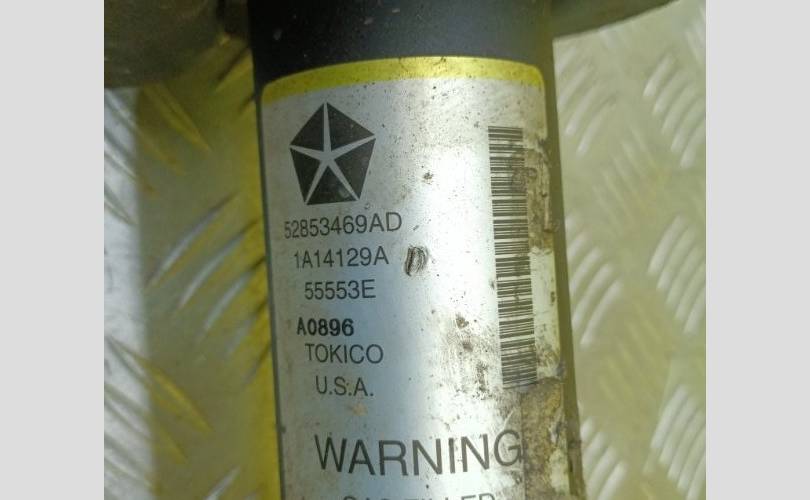 52853469AD
1A14129A
55553E
A0896
TOKICO
U.S.A.
WARNING